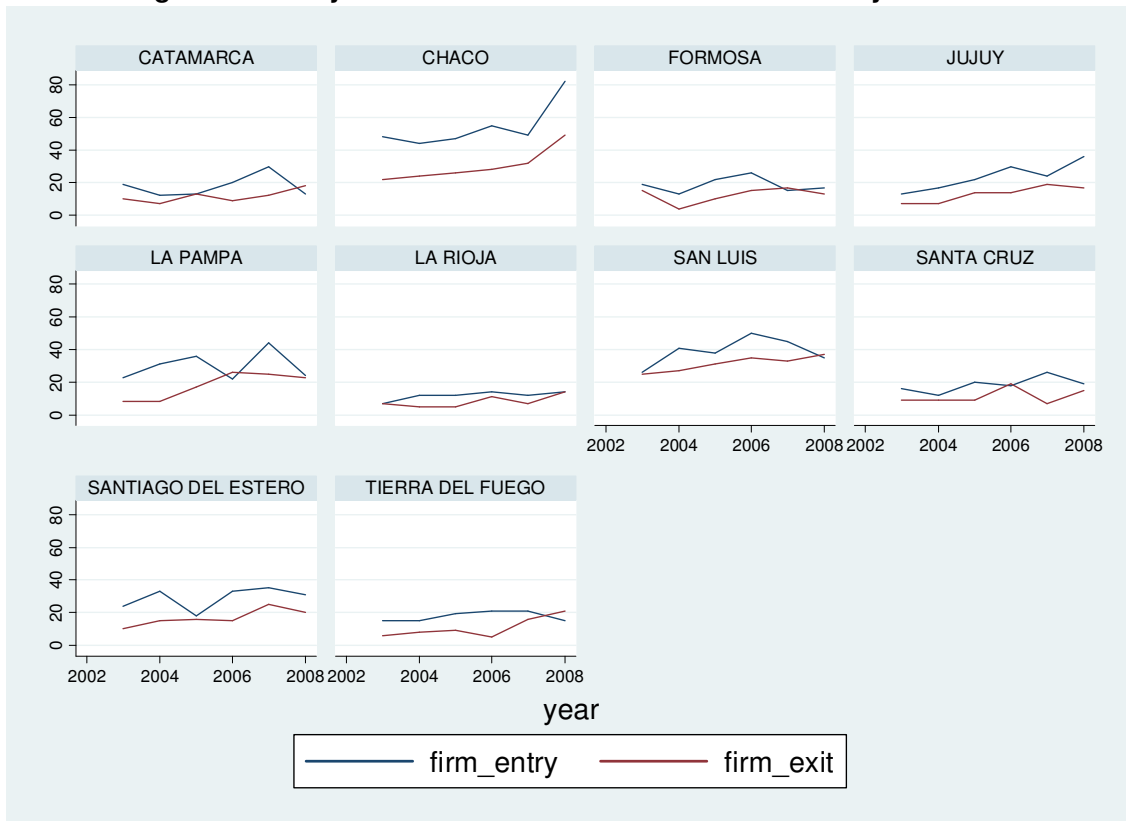 CATAMARCA CHACO FORMOSA JUJUY
80
60
40
20
0
LA PAMPA LA RIOJA SAN LUIS SANTA CRUZ
80
60
40
20
0
2002 2004 2006 2008 2002 2004 2006 2008
SANTIAGO DEL ESTERO TIERRA DEL FUEGO
80
60
40
20
0
2002 2004 2006 2008 2002 2004 2006 2008
year
firm_entry firm_exit